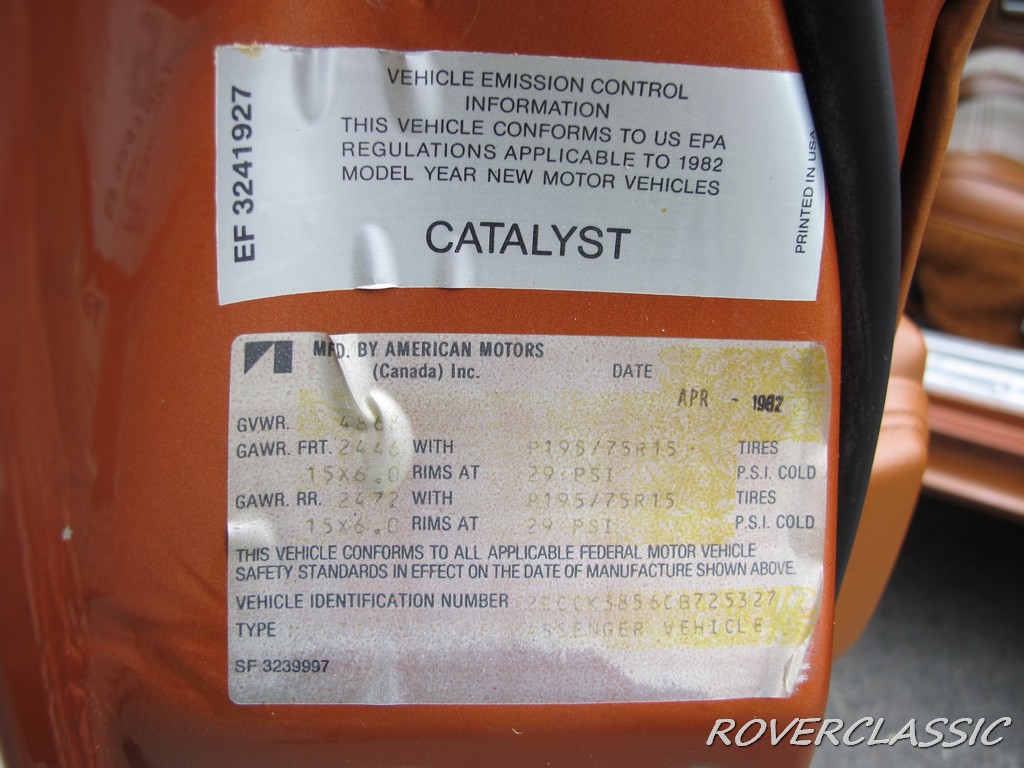 EF 3241927
VEHICLE EMISSION CONTROL
INFORMATION
THIS VEHICLE CONFORMS TO US EPA
REGULATIONS APPLICABLE TO 1982
MODEL YEAR NEW MOTOR VEHICLES
CATALYST
PRINTED IN USA
MFD. BY AMERICAN MOTORS
(Canada) Inc.
DATE
APR - 1982
GVWR. 4868
GAWR. FRT. 2446 WITH P195/75R15 TIRES
15X6.0 RIMS AT 29 PSI P.S.I. COLD
GAWR. RR. 2472 WITH P195/75R15 TIRES
15X6.0 RIMS AT 29 PSI P.S.I. COLD
THIS VEHICLE CONFORMS TO ALL APPLICABLE FEDERAL MOTOR VEHICLE
SAFETY STANDARDS IN EFFECT ON THE DATE OF MANUFACTURE SHOWN ABOVE.
VEHICLE IDENTIFICATION NUMBER 2CCCK3856CB725327
TYPE PASSENGER VEHICLE
SF 3239997
ROVERCLASSIC